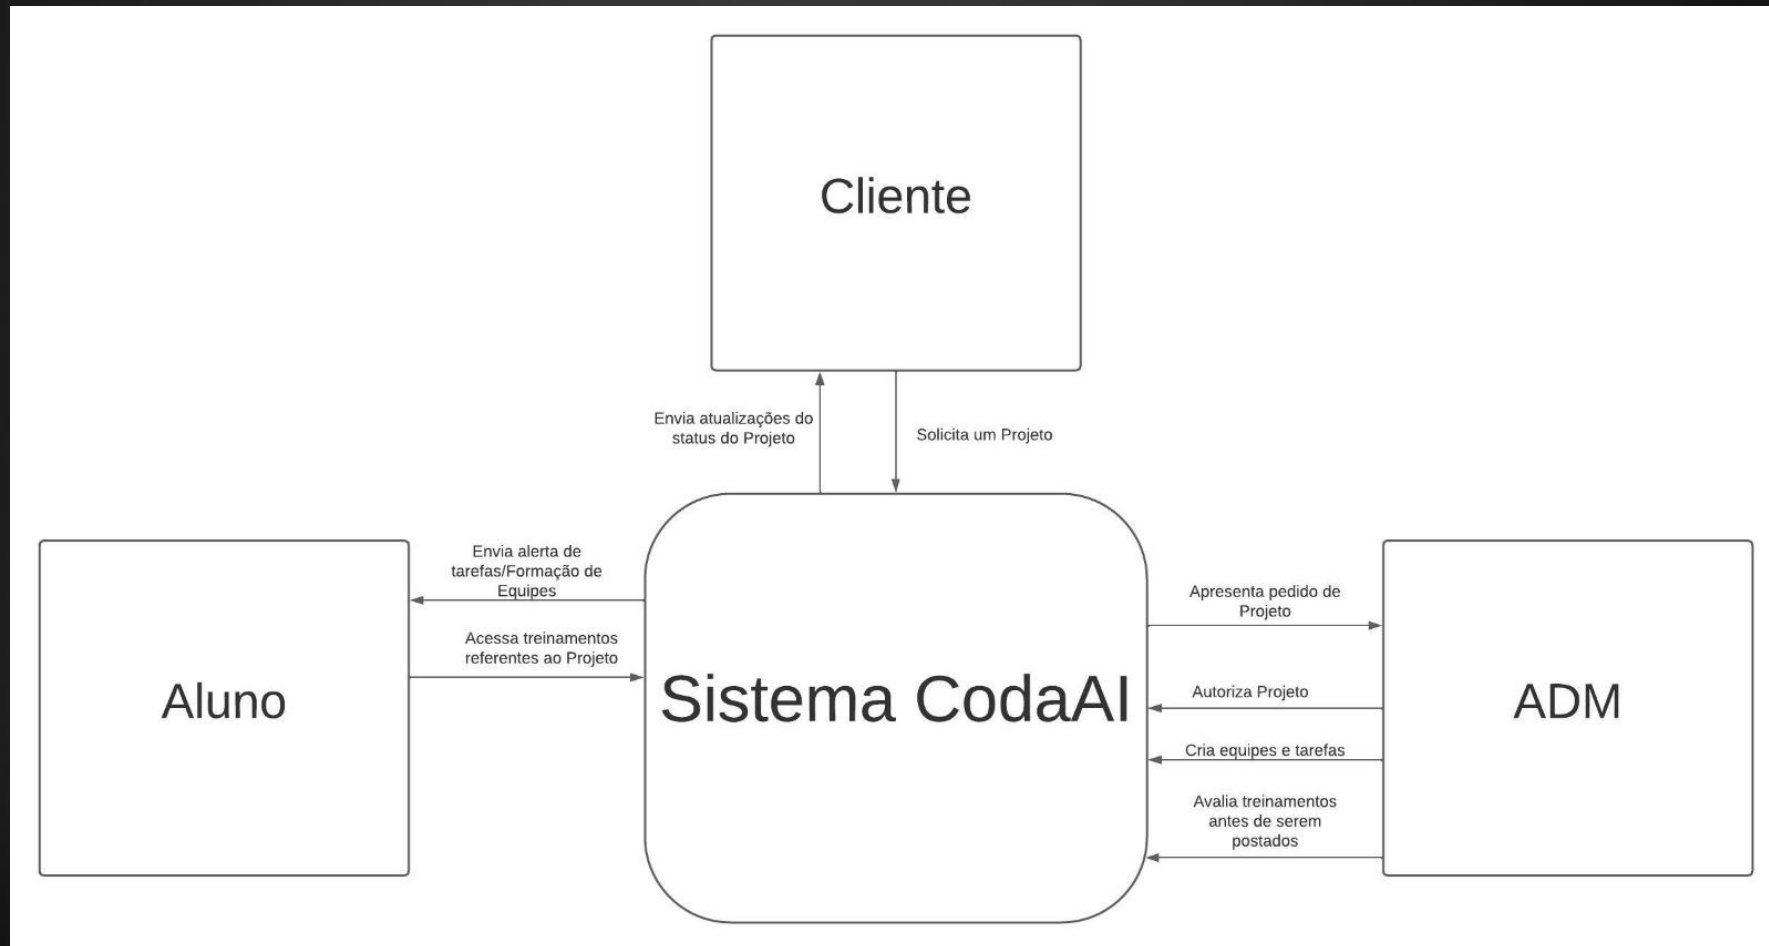 Cliente
Envia atualizações do
status do Projeto
Solicita um Projeto
Envia alerta de
tarefas/Formação de
Equipes
Acessa treinamentos
referentes ao Projeto
Aluno
Sistema CodaAI
Apresenta pedido de
Projeto
Autoriza Projeto
Cria equipes e tarefas
Avalia treinamentos
antes de serem
postados
ADM